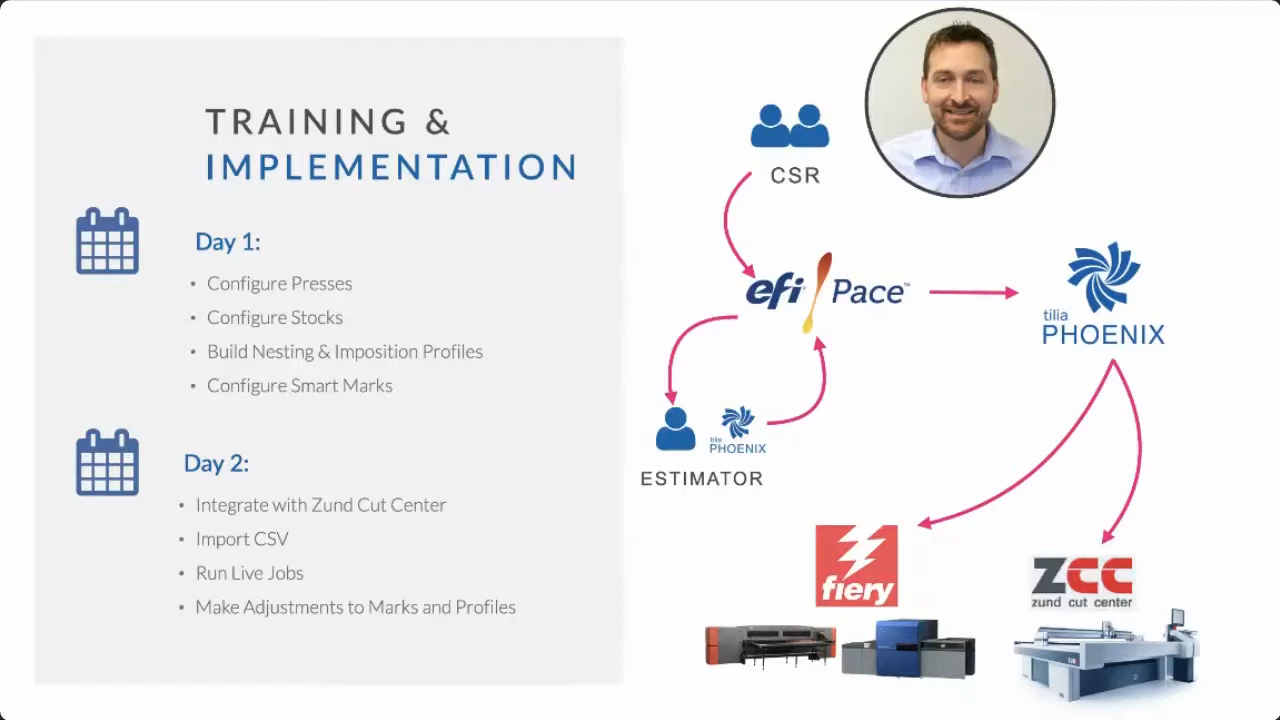 TRAINING &
IMPLEMENTATION
Day 1:
• Configure Presses
• Configure Stocks
• Build Nesting & Imposition Profiles
• Configure Smart Marks
Day 2:
• Integrate with Zund Cut Center
• Import CSV
• Run Live Jobs
• Make Adjustments to Marks and Profiles
CSR
efi Pace™
tilia
PHOENIX
tilia
PHOENIX
ESTIMATOR
fiery
ZCC
zund cut center